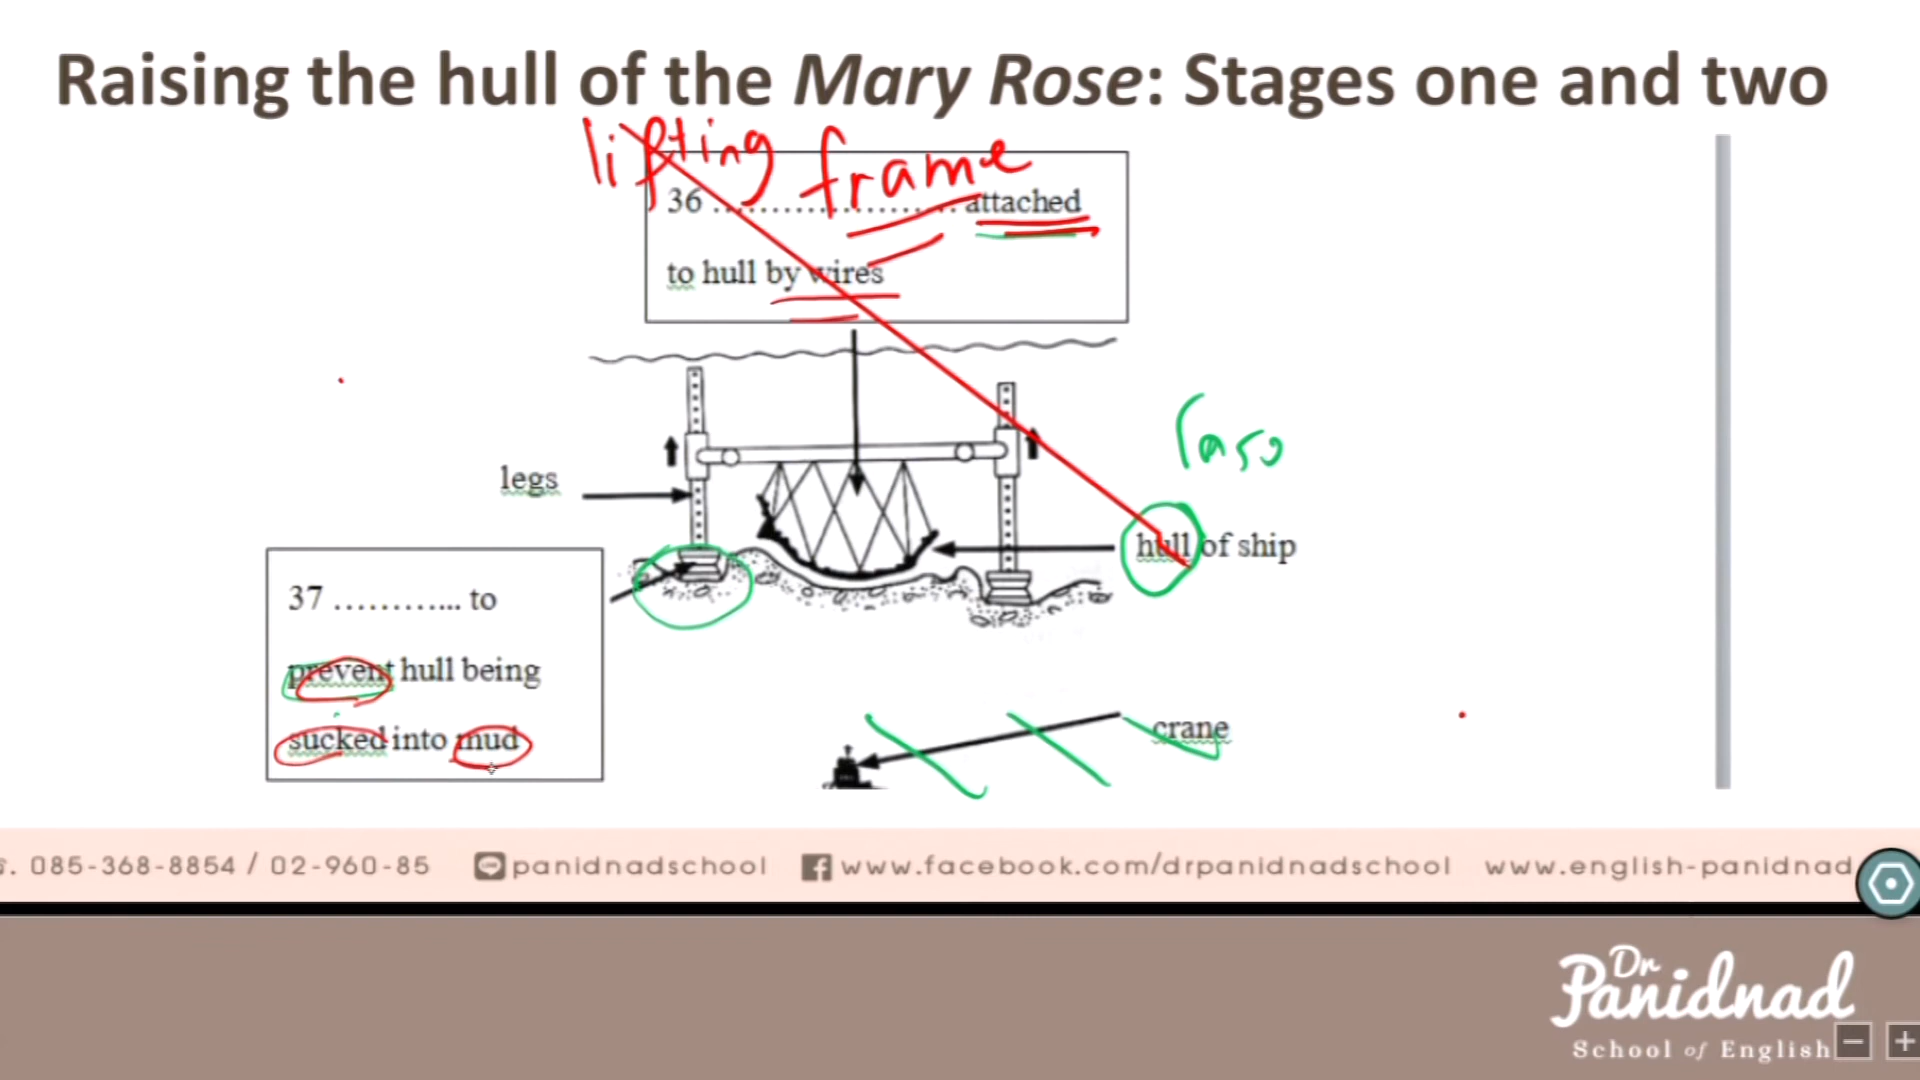 Raising the hull of the Mary Rose: Stages one and two
lifting frame
36 ........................ attached
to hull by wires
legs
hull of ship
37 ............... to
prevent hull being
sucked into mud
crane
085-368-8854 / 02-960-85 panidnadschool www.facebook.com/drpanidnadschool www.english-panidnad
Dr
Panidnad
School of English